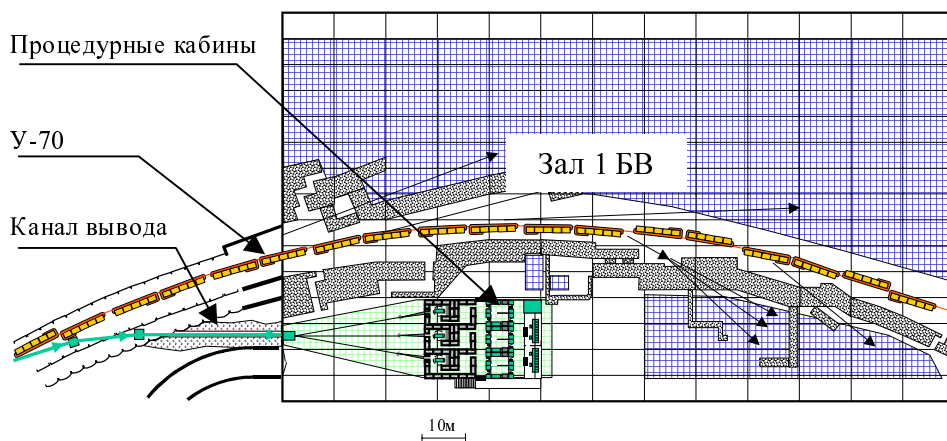 Процедурные кабины
У-70
Зал 1 БВ
Канал вывода
10м